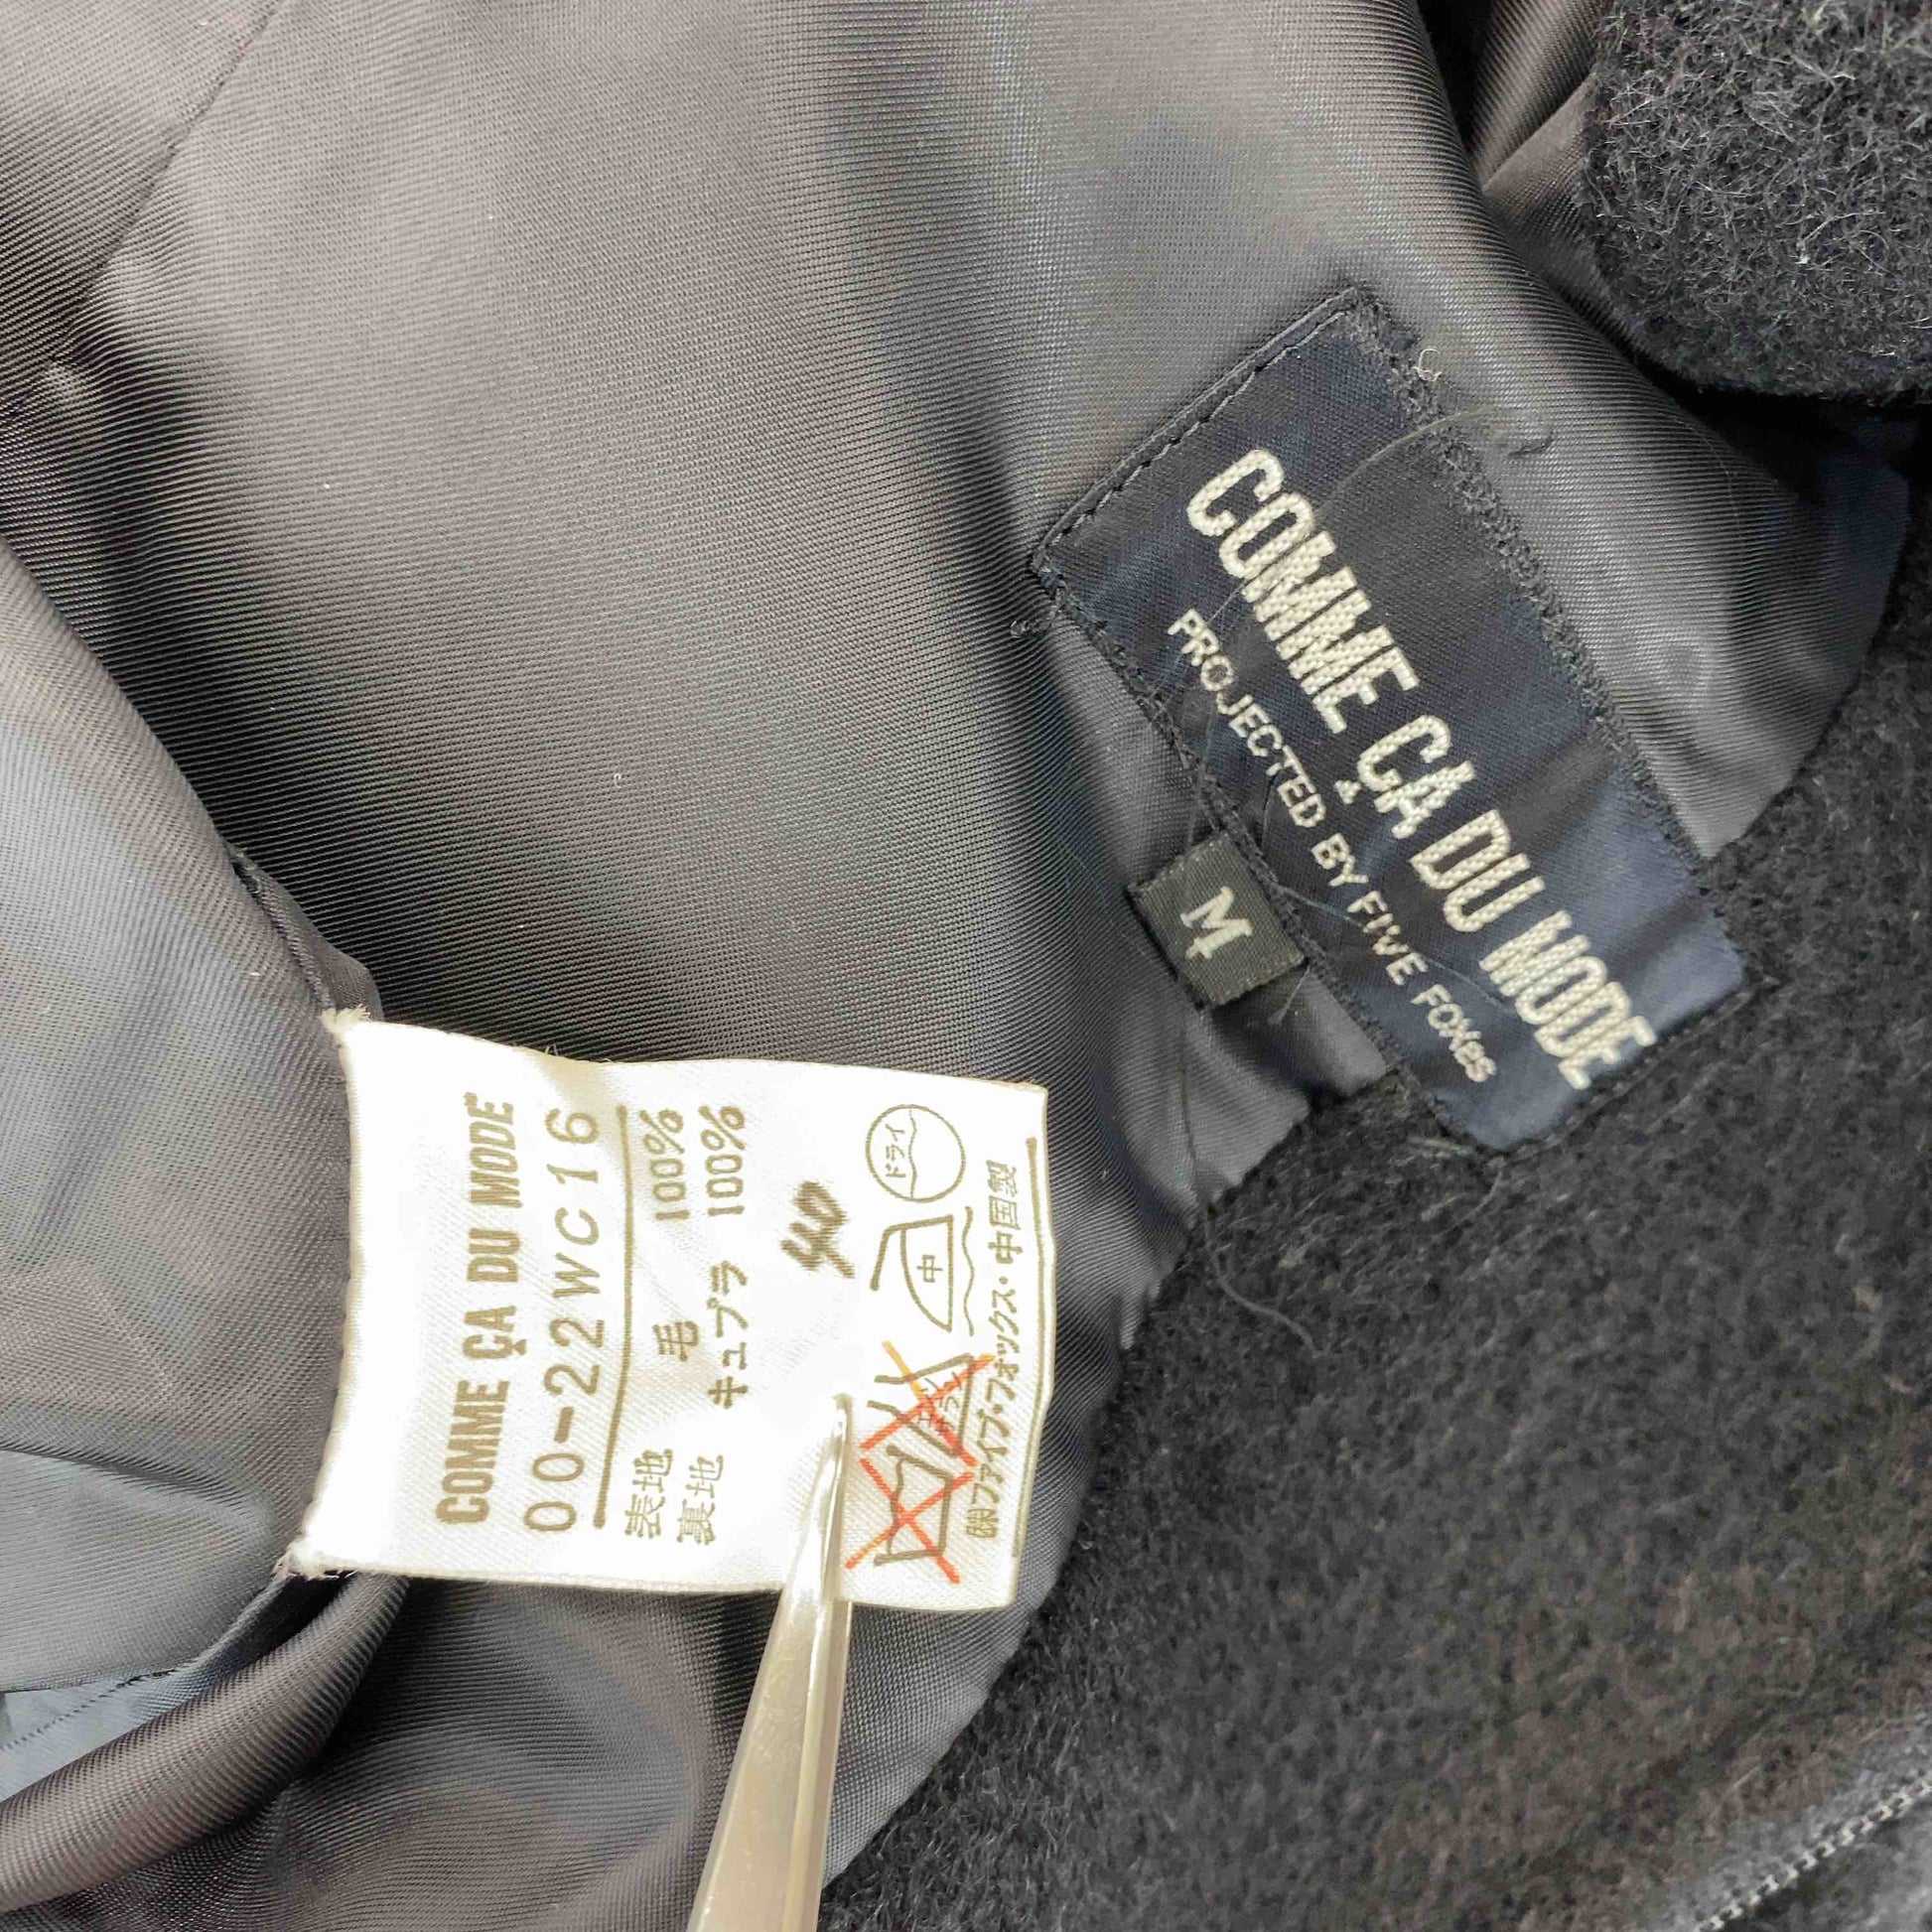 COMME ÇA DU MODE
PROJECTED BY FIVE FOXes
M
COMME ÇA DU MODE
00-22WC16
表地 毛 100%
裏地 キュプラ 100%
40
ドライ
中
㈱ファイブ・フォックス・中国製